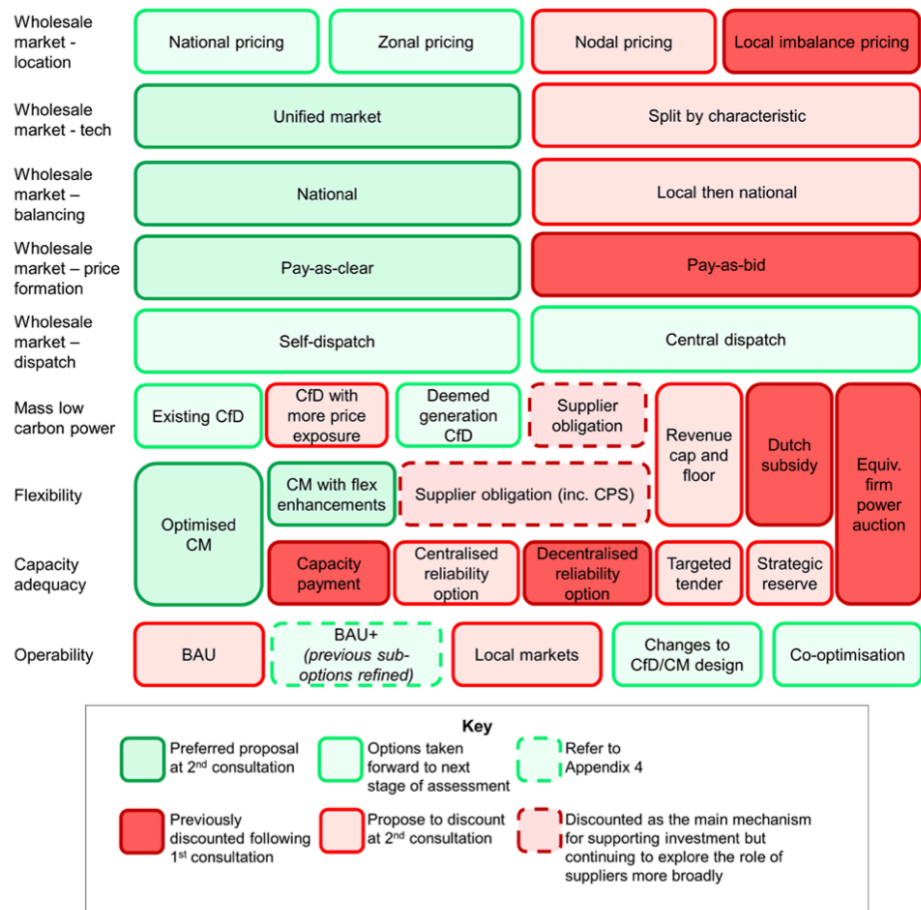 Wholesale
market -
location
National pricing
Zonal pricing
Nodal pricing
Local imbalance pricing
Wholesale
market - tech
Unified market
Split by characteristic
Wholesale
market –
balancing
National
Local then national
Wholesale
market – price
formation
Pay-as-clear
Pay-as-bid
Wholesale
market –
dispatch
Self-dispatch
Central dispatch
Mass low
carbon power
Existing CfD
CfD with
more price
exposure
Deemed
generation
CfD
Supplier
obligation
Revenue
cap and
floor
Dutch
subsidy
Equiv.
firm
power
auction
Flexibility
Optimised
CM
CM with flex
enhancements
Supplier obligation (inc. CPS)
Capacity
adequacy
Capacity
payment
Centralised
reliability
option
Decentralised
reliability
option
Targeted
tender
Strategic
reserve
Operability
BAU
BAU+
(previous sub-
options refined)
Local markets
Changes to
CfD/CM design
Co-optimisation
Key
Preferred proposal
at 2nd consultation
Options taken
forward to next
stage of assessment
Refer to
Appendix 4
Previously
discounted following
1st consultation
Propose to discount
at 2nd consultation
Discounted as the main mechanism
for supporting investment but
continuing to explore the role of
suppliers more broadly